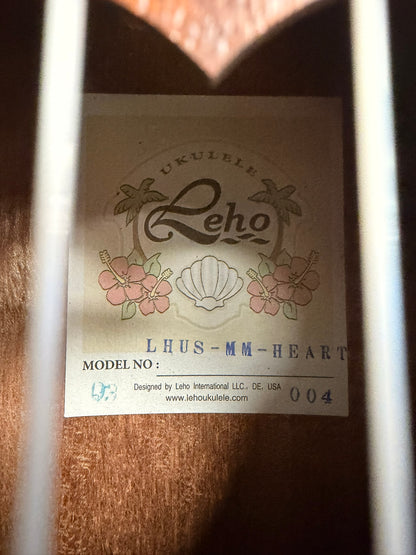 UKULELE
Leho
LHUS-MM-HEART
MODEL NO :
Designed by Leho International LLC., DE, USA
004
www.lehoukulele.com